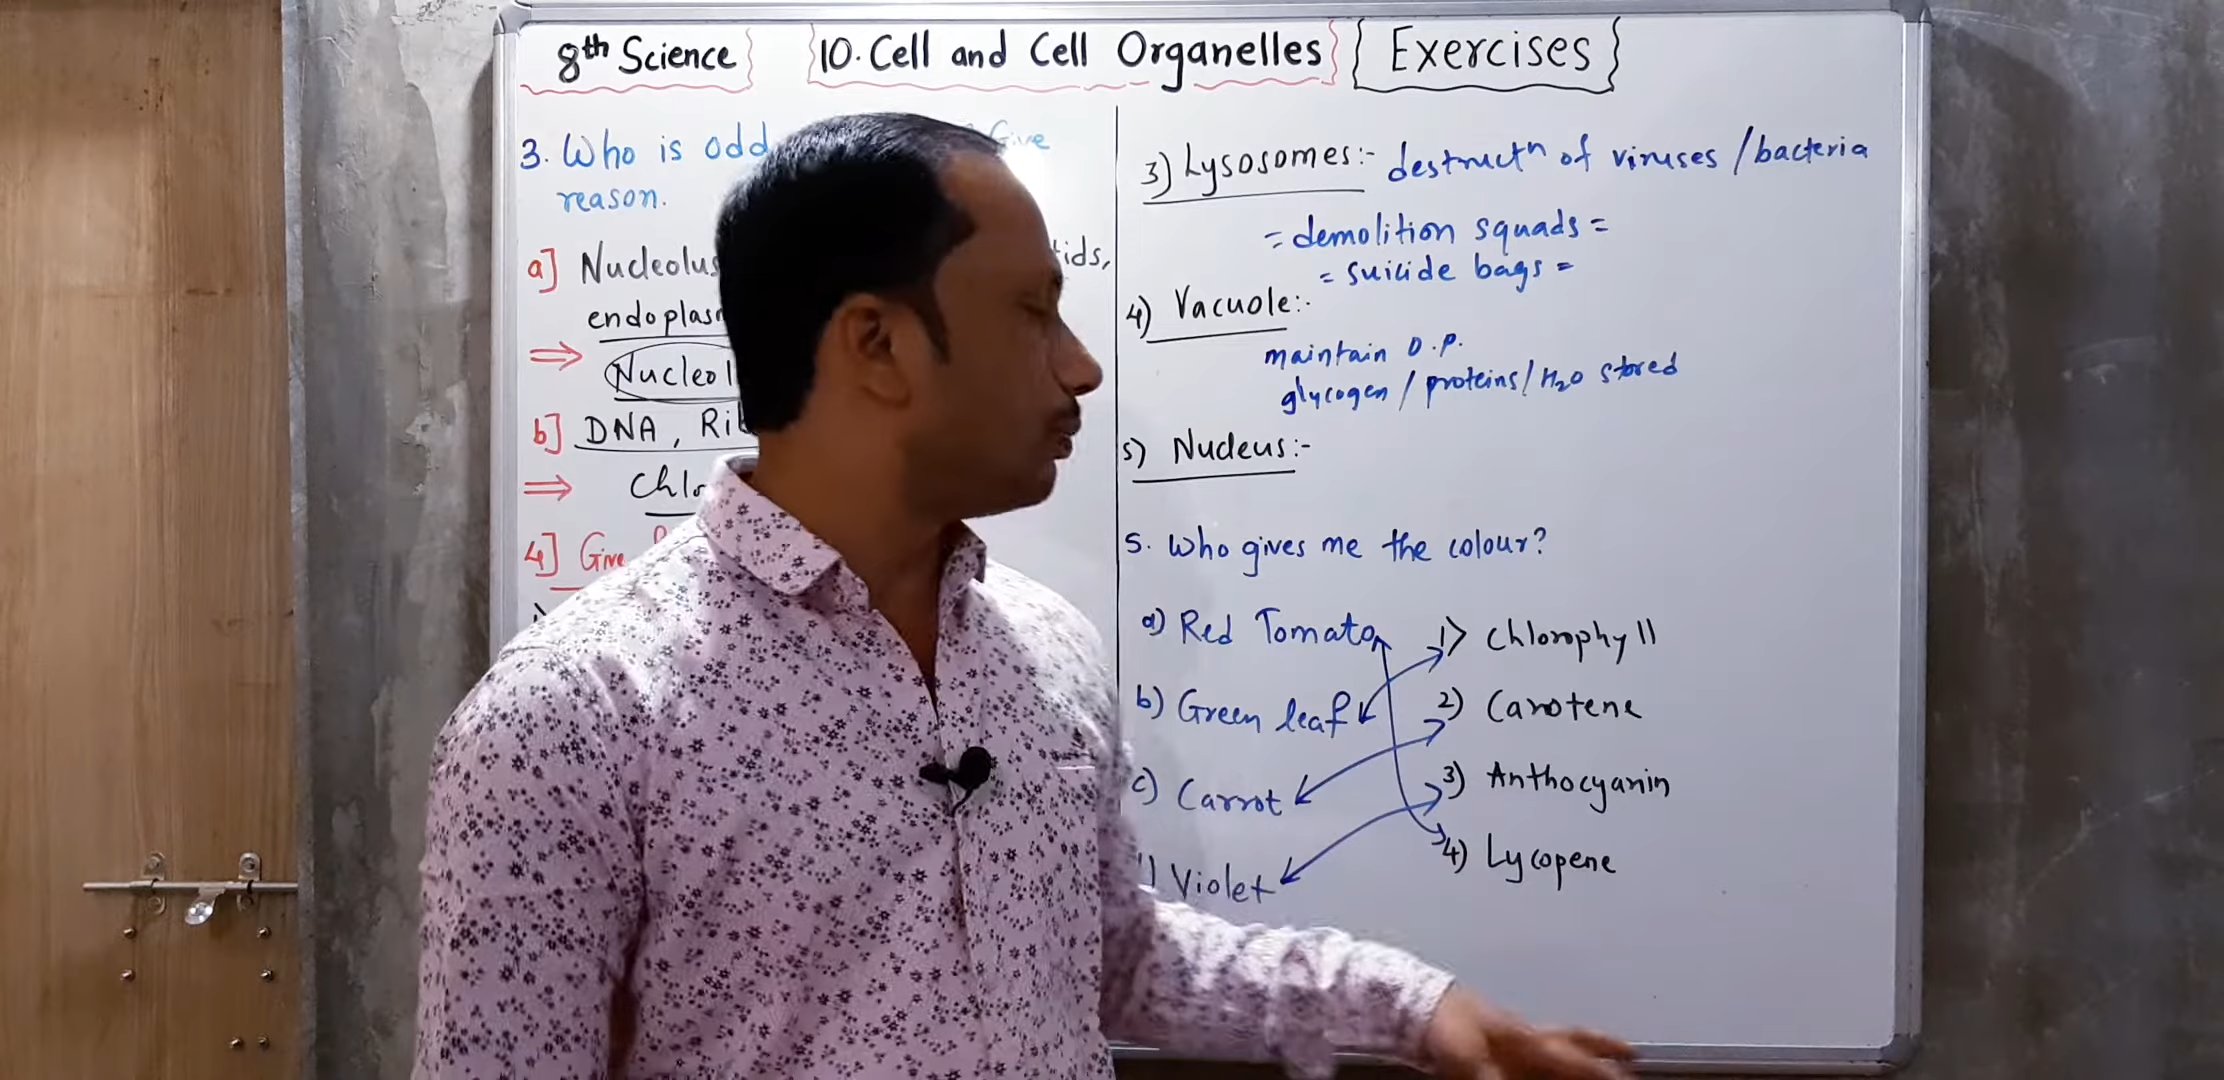 8th Science
10. Cell and Cell Organelles
Exercises
3. Who is odd Give
reason.
a] Nucleolus
endoplas
⇒ Nucleol
b] DNA, Ri
⇒ Chlo
4] Give
3) Lysosomes:- destructⁿ of viruses / bacteria
= demolition squads =
= suicide bags =
4) Vacuole:-
maintain O.P.
glycogen / proteins / H₂O stored
5) Nucleus:-
5. Who gives me the colour?
a) Red Tomato
1) Chlorophyll
b) Green leaf
2) Carotene
c) Carrot
3) Anthocyanin
) Violet
4) Lycopene